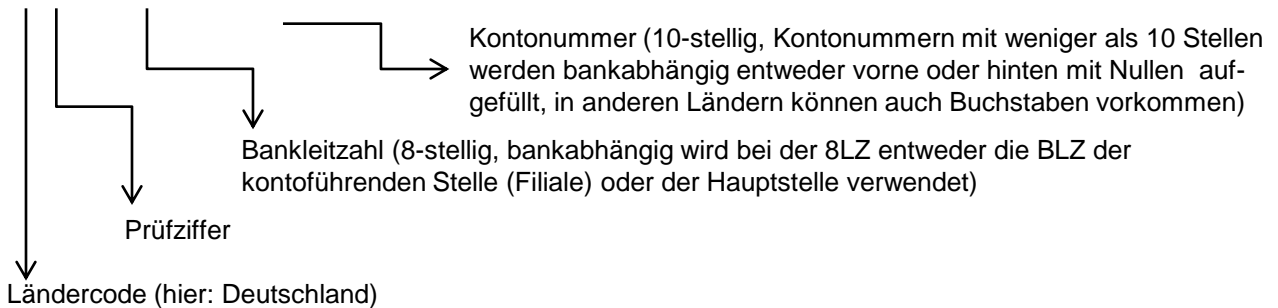 Kontonummer (10-stellig, Kontonummern mit weniger als 10 Stellen
werden bankabhängig entweder vorne oder hinten mit Nullen auf-
gefüllt, in anderen Ländern können auch Buchstaben vorkommen)
Bankleitzahl (8-stellig, bankabhängig wird bei der 8LZ entweder die BLZ der
kontoführenden Stelle (Filiale) oder der Hauptstelle verwendet)
Prüfziffer
Ländercode (hier: Deutschland)